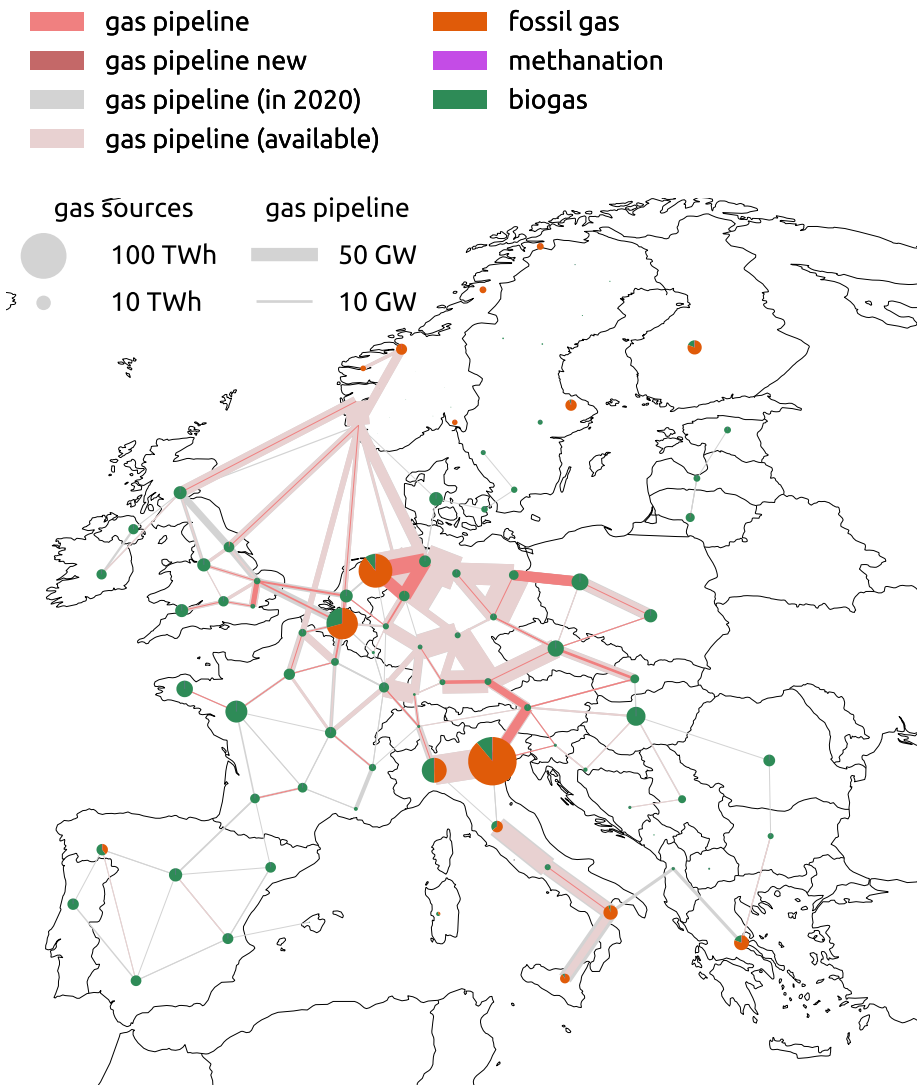 gas pipeline
gas pipeline new
gas pipeline (in 2020)
gas pipeline (available)
fossil gas
methanation
biogas
gas sources
100 TWh
10 TWh
gas pipeline
50 GW
10 GW